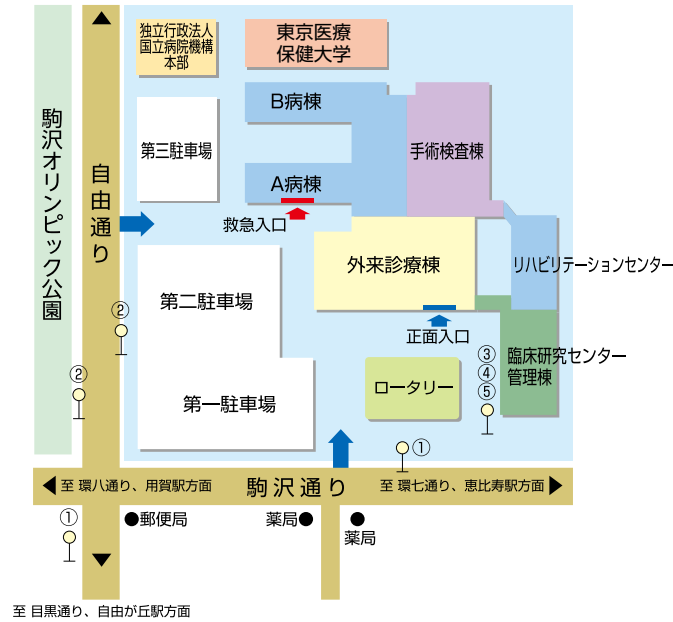 独立行政法人
国立病院機構
本部
東京医療
保健大学
駒沢オリンピック公園
自由通り
第三駐車場
B病棟
A病棟
手術検査棟
救急入口
外来診療棟
リハビリテーションセンター
第二駐車場
正面入口
②
②
③
④
⑤
臨床研究センター
管理棟
ロータリー
第一駐車場
①
至 環八通り、用賀駅方面
駒沢通り
至 環七通り、恵比寿駅方面
①
郵便局
薬局
薬局
至 目黒通り、自由が丘駅方面